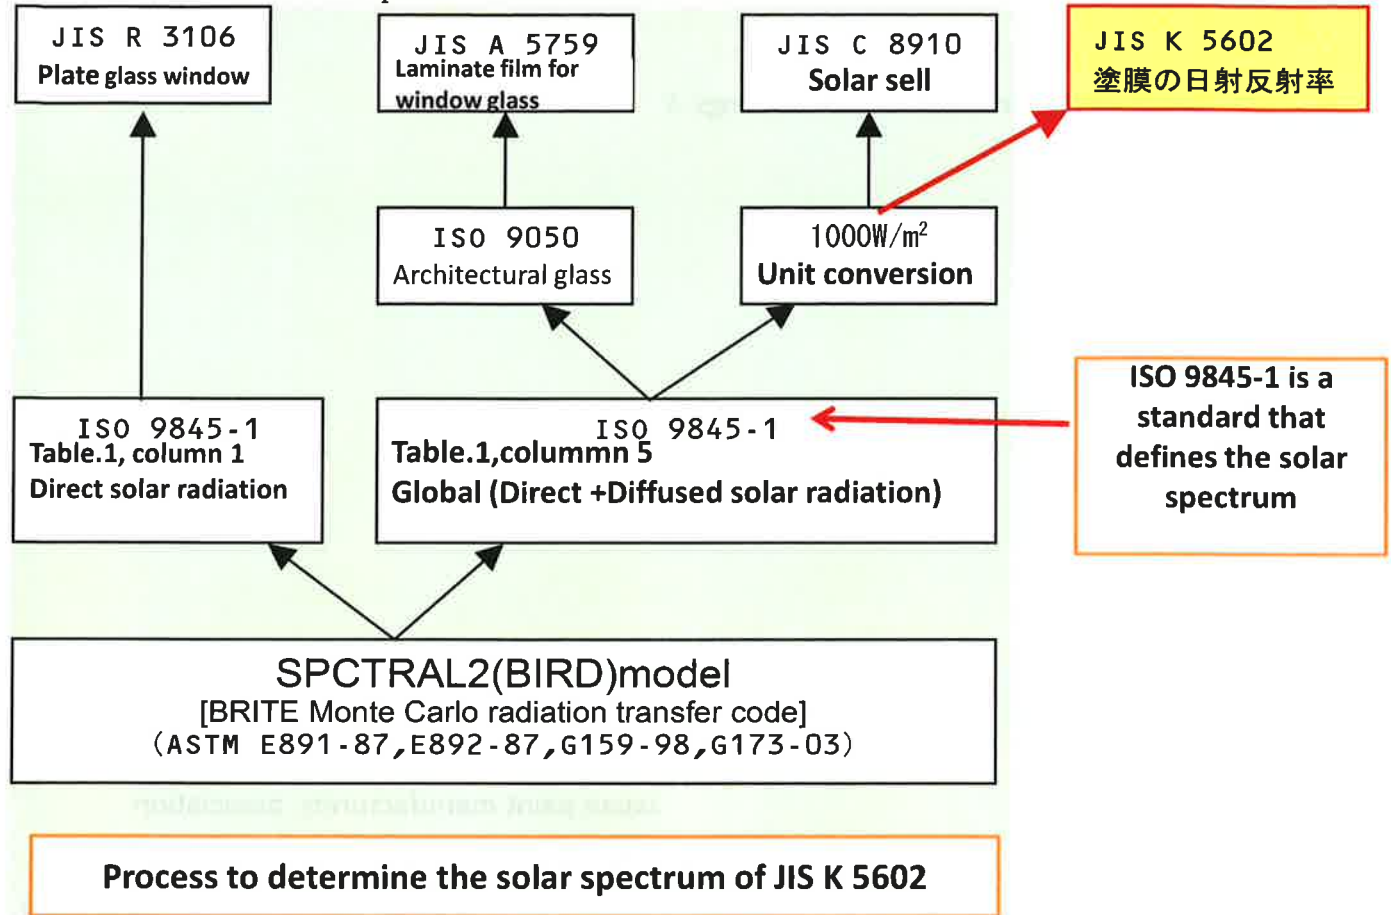 JIS R 3106
Plate glass window
JIS A 5759
Laminate film for
window glass
JIS C 8910
Solar sell
JIS K 5602
塗膜の日射反射率
ISO 9050
Architectural glass
1000W/m²
Unit conversion
ISO 9845-1
Table.1, column 1
Direct solar radiation
ISO 9845-1
Table.1,colummn 5
Global (Direct +Diffused solar radiation)
ISO 9845-1 is a
standard that
defines the solar
spectrum
SPCTRAL2(BIRD)model
[BRITE Monte Carlo radiation transfer code]
(ASTM E891-87,E892-87,G159-98,G173-03)
Process to determine the solar spectrum of JIS K 5602